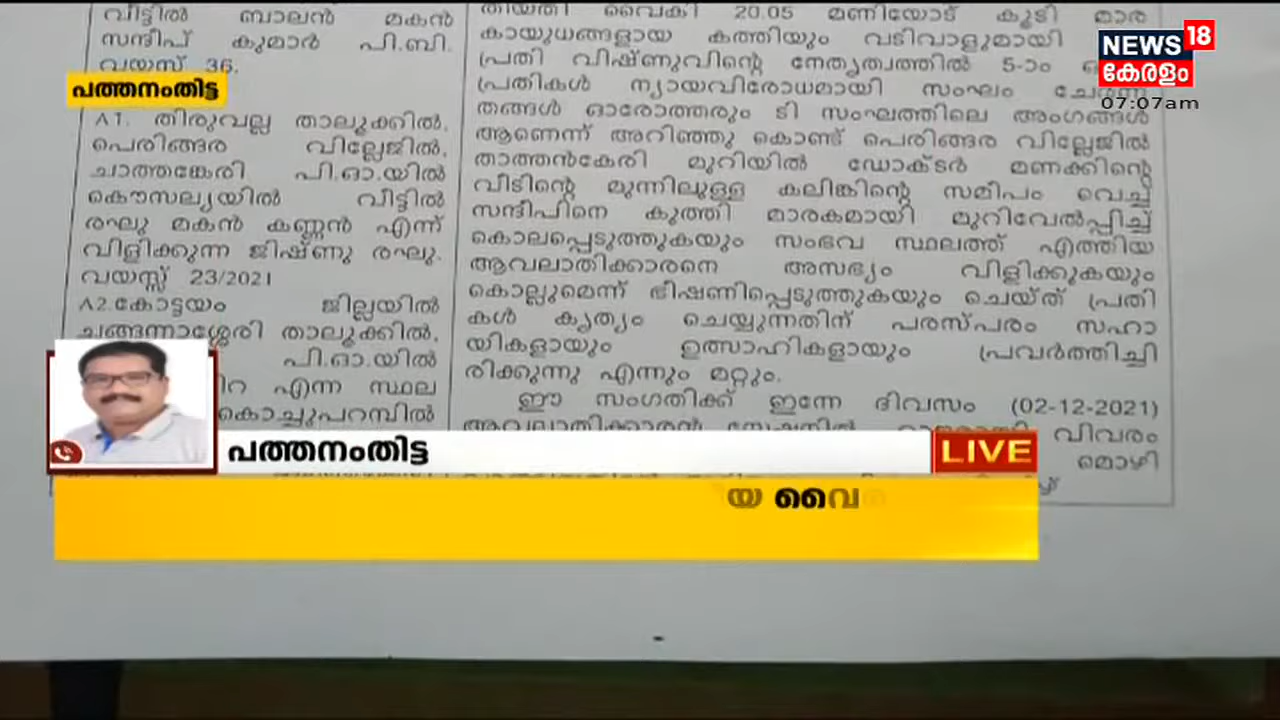 വീട്ടിൽ ബാലൻ മകൻ
സന്ദീപ് കുമാർ പി.ബി.
വയസ് 36.
പത്തനംതിട്ട
A1. തിരുവല്ല താലൂക്കിൽ,
പെരിങ്ങര വില്ലേജിൽ,
ചാത്തങ്കേരി പി.ഓ.യിൽ
കൌസല്യയിൽ വീട്ടിൽ
രഘു മകൻ കണ്ണൻ എന്ന്
വിളിക്കുന്ന ജിഷ്ണു രഘു.
വയസ്സ് 23/2021
A2.കോട്ടയം ജില്ലയിൽ
ചങ്ങനാശ്ശേരി താലൂക്കിൽ,
പി.ഓ.യിൽ
എന്ന സ്ഥല
കൊച്ചുപറമ്പിൽ
തീയതി വൈകി 20.05 മണിയോട് കൂടി മാര
കായുധങ്ങളായ കത്തിയും വടിവാളുമായി
പ്രതി വിഷ്ണുവിന്റെ നേതൃത്വത്തിൽ 5-ാം
പ്രതികൾ ന്യായവിരോധമായി സംഘം ചേർന്ന്
തങ്ങൾ ഓരോത്തരും ടി സംഘത്തിലെ അംഗങ്ങൾ
ആണെന്ന് അറിഞ്ഞു കൊണ്ട് പെരിങ്ങര വില്ലേജിൽ
താത്തൻകേരി മുറിയിൽ ഡോക്ടർ മണക്കിന്റെ
വീടിന്റെ മുന്നിലുള്ള കലിങ്കിന്റെ സമീപം വെച്ച്
സന്ദീപിനെ കുത്തി മാരകമായി മുറിവേൽപ്പിച്ച്
കൊലപ്പെടുത്തുകയും സംഭവ സ്ഥലത്ത് എത്തിയ
ആവലാതിക്കാരനെ അസഭ്യം വിളിക്കുകയും
കൊല്ലുമെന്ന് ഭീഷണിപ്പെടുത്തുകയും ചെയ്ത് പ്രതി
കൾ കൃത്യം ചെയ്യുന്നതിന് പരസ്പരം സഹാ
യികളായും ഉത്സാഹികളായും പ്രവർത്തിച്ചി
രിക്കുന്നു എന്നും മറ്റും.
ഈ സംഗതിക്ക് ഇന്നേ ദിവസം (02-12-2021)
ആവലാതിക്കാരൻ വിവരം
മൊഴി
NEWS 18
കേരളം
07:07am
പത്തനംതിട്ട
LIVE
യ വൈ